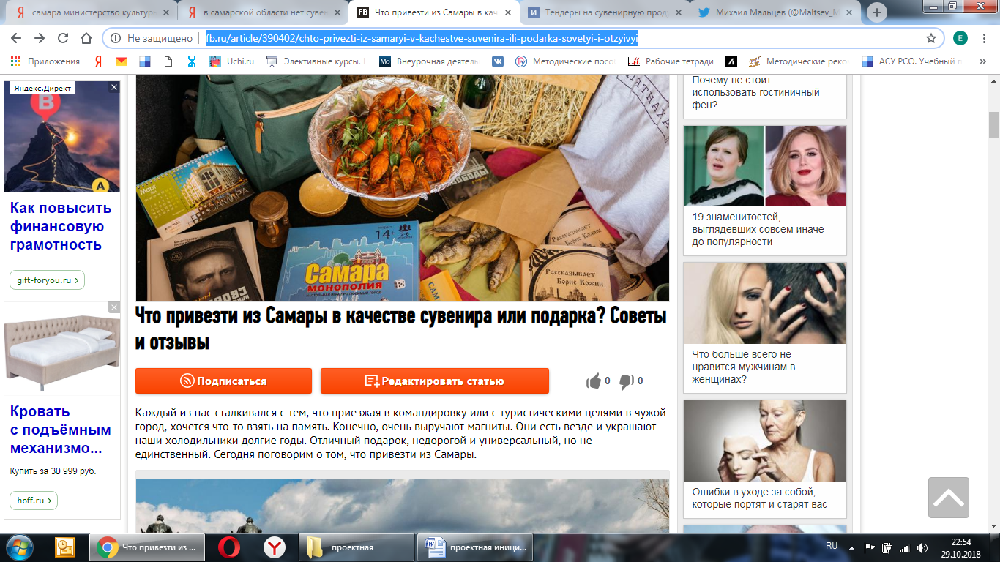 самара министерство культуры
в самарской области нет сувен
Что привезти из Самары в кач
Тендеры на сувенирную прод
Михаил Мальцев (@Maltsev_M
Не защищено
fb.ru/article/390402/chto-privezti-iz-samaryi-v-kachestve-suvenira-ili-podarka-sovetyi-i-otzyivyi
E
Приложения
Uchi.ru
Элективные курсы.
Внеурочная деятель
Методические пособ
Рабочие тетради
Методические реко
АСУ РСО. Учебный п
Яндекс.Директ
Как повысить
финансовую
грамотность
gift-foryou.ru
Кровать
с подъёмным
механизмо...
Купить за 30 999 руб.
hoff.ru
Март
САМАРА
СВОБОДЫ
14+
2-6
Самара
МОНОПОЛИЯ
Рассказывает
Борис Кожин
Рассказывает
Борис Кожин
Что привезти из Самары в качестве сувенира или подарка? Советы
и отзывы
Подписаться
Редактировать статью
0
0
Каждый из нас сталкивался с тем, что приезжая в командировку или с туристическими целями в чужой
город, хочется что-то взять на память. Конечно, очень выручают магниты. Они есть везде и украшают
наши холодильники долгие годы. Отличный подарок, недорогой и универсальный, но не
единственный. Сегодня поговорим о том, что привезти из Самары.
Почему не стоит
использовать гостиничный
фен?
19 знаменитостей,
выглядевших совсем иначе
до популярности
Что больше всего не
нравится мужчинам в
женщинах?
Ошибки в уходе за собой,
которые портят и старят вас
Что привезти из ...
проектная
проектная иници...
RU
22:54
29.10.2018